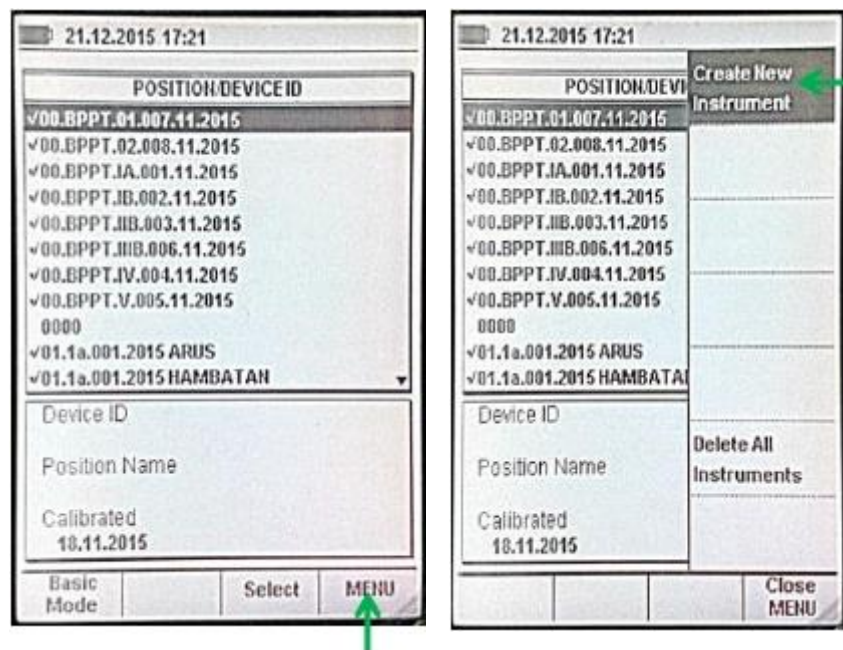 21.12.2015 17:21
POSITION/DEVICE ID
√00.BPPT.01.007.11.2015
√00.BPPT.02.008.11.2015
√00.BPPT.IA.001.11.2015
√00.BPPT.IB.002.11.2015
√00.BPPT.IIB.003.11.2015
√00.BPPT.IIIB.006.11.2015
√00.BPPT.IV.004.11.2015
√00.BPPT.V.005.11.2015
0000
√01.1a.001.2015 ARUS
√01.1a.001.2015 HAMBATAN
Device ID
Position Name
Calibrated
18.11.2015
Basic
Mode
Select
MENU
21.12.2015 17:21
POSITION/DEVI
√00.BPPT.01.007.11.2015
√00.BPPT.02.008.11.2015
√00.BPPT.IA.001.11.2015
√00.BPPT.IB.002.11.2015
√00.BPPT.IIB.003.11.2015
√00.BPPT.IIIB.006.11.2015
√00.BPPT.IV.004.11.2015
√00.BPPT.V.005.11.2015
0000
√01.1a.001.2015 ARUS
√01.1a.001.2015 HAMBATA
Device ID
Position Name
Calibrated
18.11.2015
Create New
Instrument
Delete All
Instruments
Close
MENU